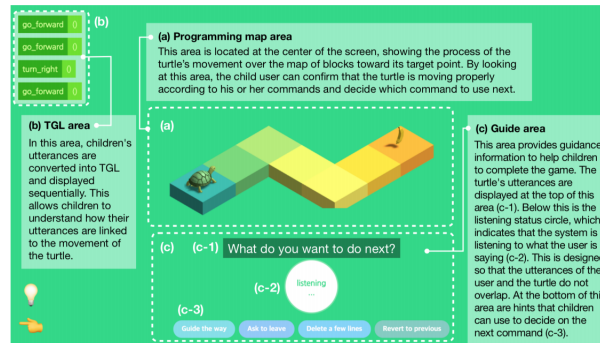 go_forward ()
go_forward ()
turn_right ()
go_forward ()
(b)
(a) Programming map area
This area is located at the center of the screen, showing the process of the
turtle's movement over the map of blocks toward its target point. By looking
at this area, the child user can confirm that the turtle is moving properly
according to his or her commands and decide which command to use next.
(b) TGL area
In this area, children's
utterances are
converted into TGL
and displayed
sequentially. This
allows children to
understand how their
utterances are linked
to the movement of
the turtle.
(a)
(c) Guide area
This area provides guidance
information to help children
to complete the game. The
turtle's utterances are
displayed at the top of this
area (c-1). Below this is the
listening status circle, which
indicates that the system is
listening to what the user is
saying (c-2). This is designed
so that the utterances of the
user and the turtle do not
overlap. At the bottom of this
area are hints that children
can use to decide on the
next command (c-3).
(c)
(c-1)
What do you want to do next?
(c-2)
listening
...
(c-3)
Guide the way
Ask to leave
Delete a few lines
Revert to previous